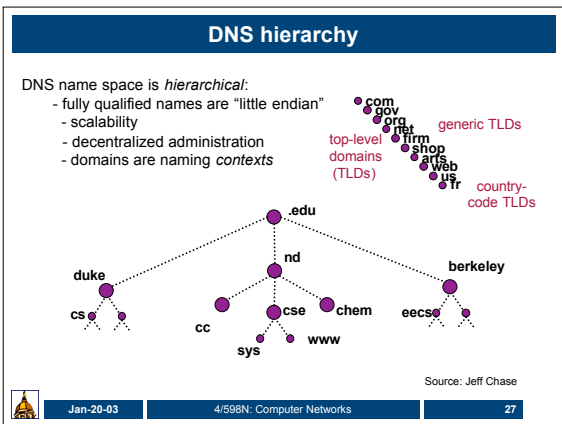 DNS hierarchy
DNS name space is hierarchical:
- fully qualified names are “little endian”
- scalability
- decentralized administration
- domains are naming contexts
com
gov
org
net
firm
shop
arts
web
us
fr
generic TLDs
top-level
domains
(TLDs)
country-
code TLDs
.edu
duke
nd
berkeley
cs
cc
cse
chem
eecs
sys
www
Source: Jeff Chase
Jan-20-03
4/598N: Computer Networks
27